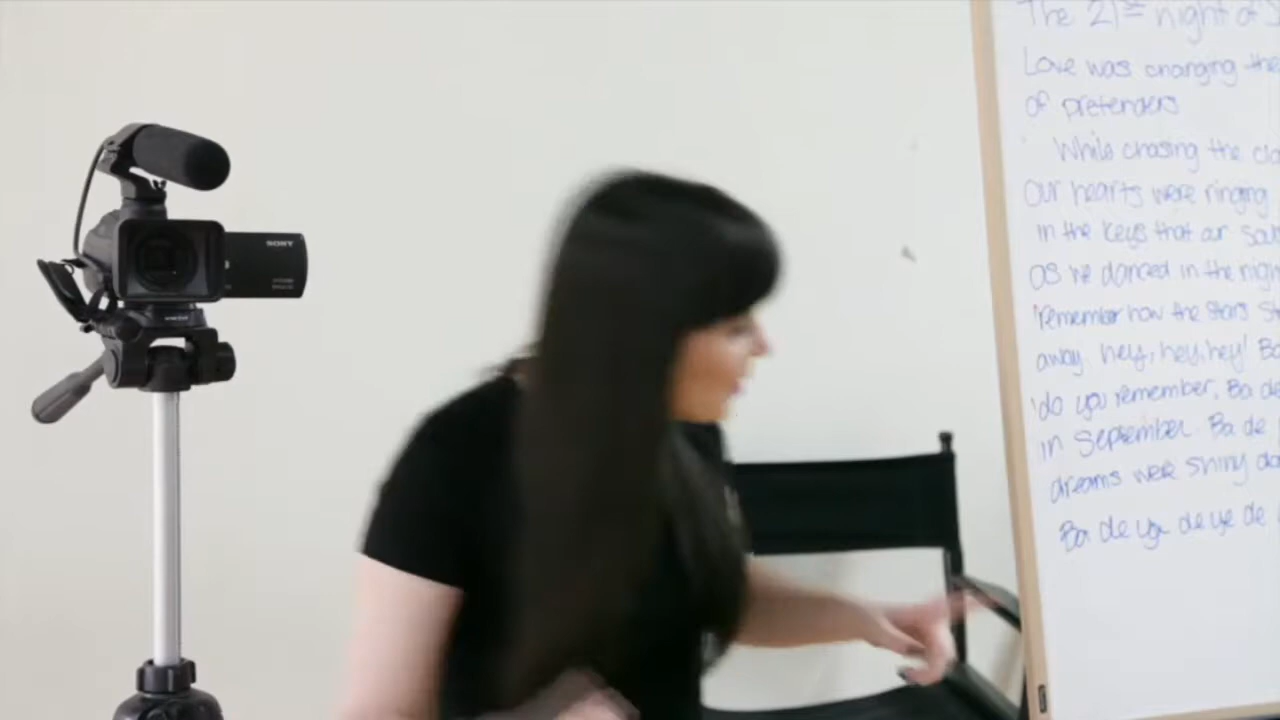 SONY
The 21st night of
Love was changing the
of pretenders
While chasing the
our hearts were ringing
in the keys that our
as we danced in the night
remember how the stars
away. hey, hey, hey! Ba
do you remember. Ba de
in September. Ba de
dreams were shiny
Ba de ya de ya de